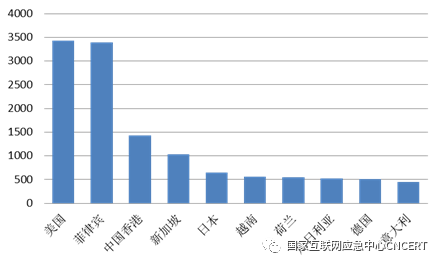 4000
3500
3000
2500
2000
1500
1000
500
0
美国
菲律宾
中国香港
新加坡
日本
越南
荷兰
尼日利亚
德国
意大利
国家互联网应急中心CNCERT